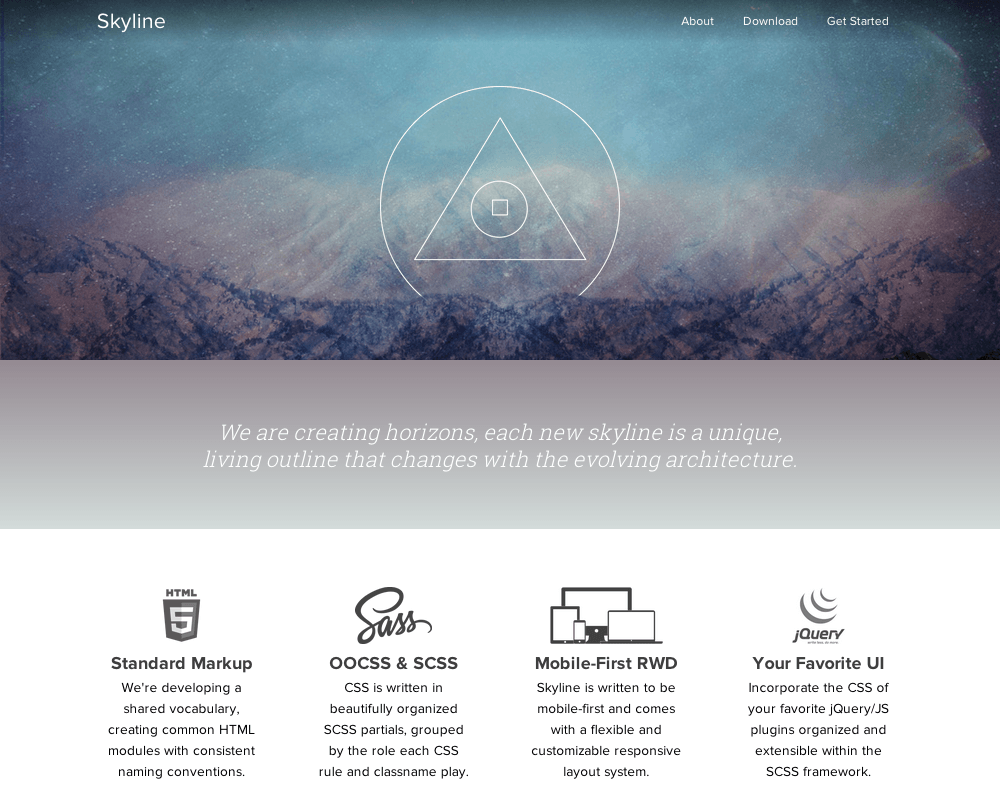 Skyline
About Download Get Started
We are creating horizons, each new skyline is a unique,
living outline that changes with the evolving architecture.
HTML
5
Standard Markup
We're developing a
shared vocabulary,
creating common HTML
modules with consistent
naming conventions.
Sass
OOCSS & SCSS
CSS is written in
beautifully organized
SCSS partials, grouped
by the role each CSS
rule and classname play.
Mobile-First RWD
Skyline is written to be
mobile-first and comes
with a flexible and
customizable responsive
layout system.
jQuery
Your Favorite UI
Incorporate the CSS of
your favorite jQuery/JS
plugins organized and
extensible within the
SCSS framework.